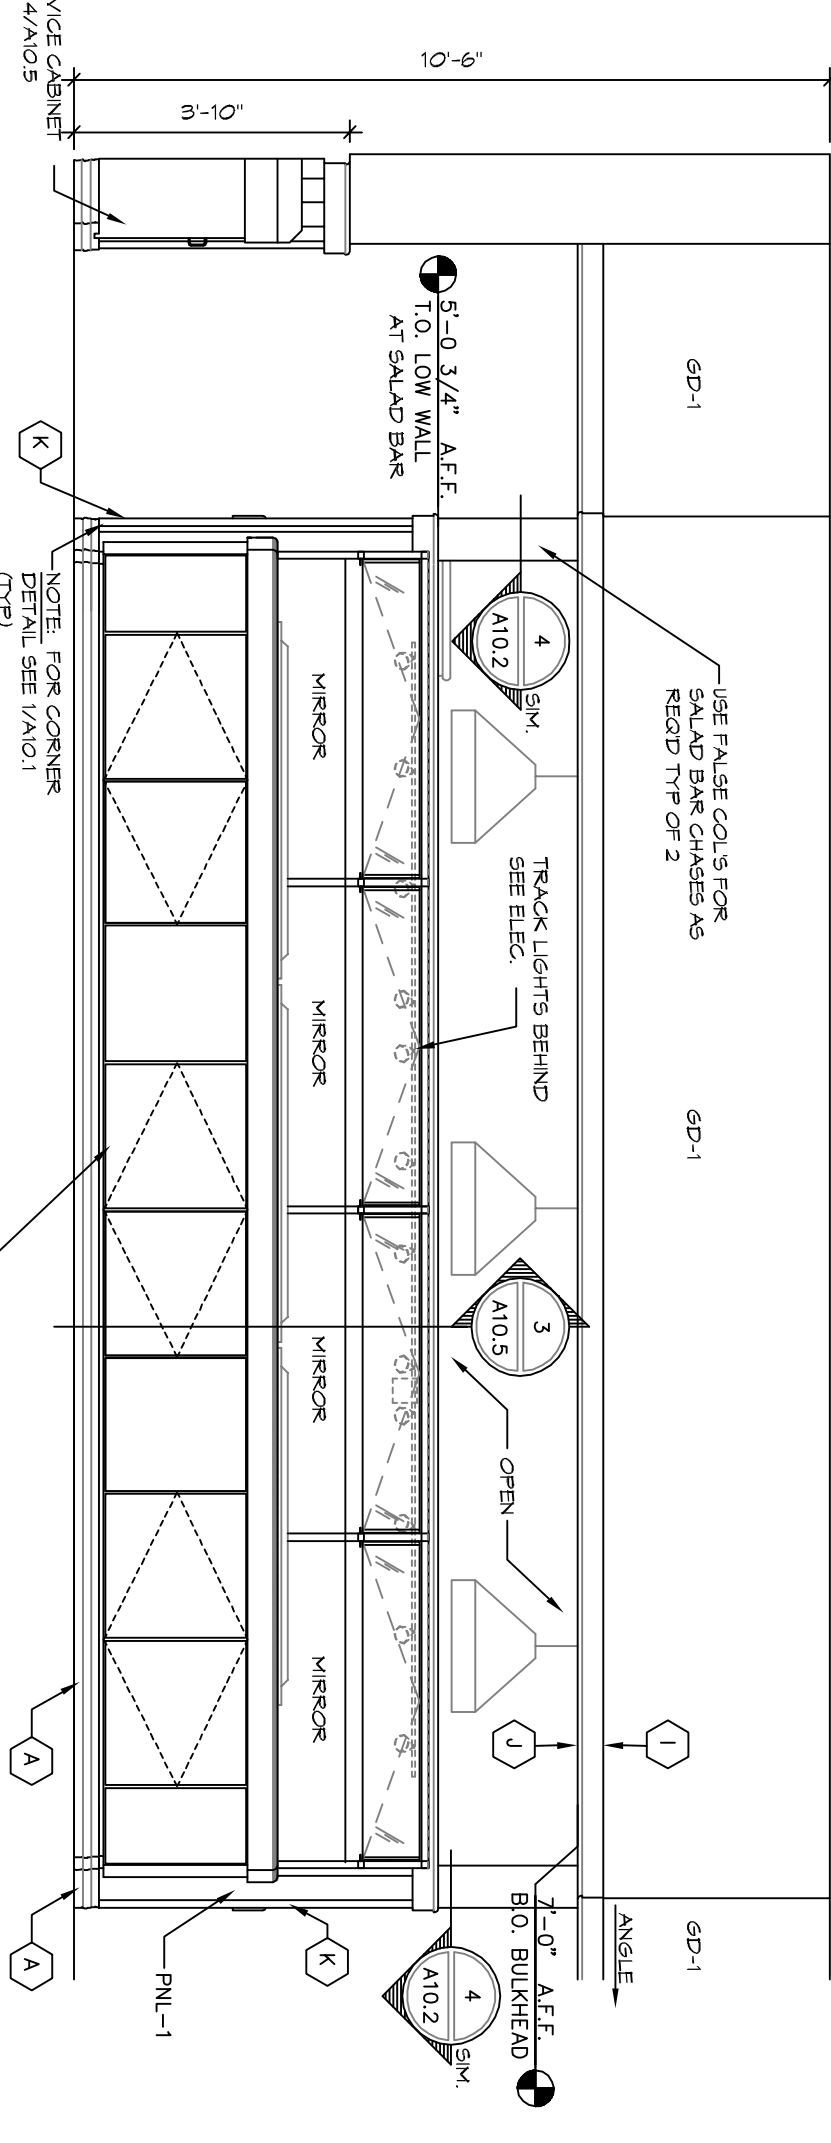 10'-6"
3'-10"
VICE CABINET
4/A10.5
GD-1
5'-0 3/4" A.F.F.
T.O. LOW WALL
AT SALAD BAR
K
NOTE: FOR CORNER
DETAIL SEE 1/A10.1
(TYP)
4
A10.2
SIM.
USE FALSE COL'S FOR
SALAD BAR CHASES AS
REQ'D TYP OF 2
MIRROR
TRACK LIGHTS BEHIND
SEE ELEC.
MIRROR
GD-1
3
A10.5
MIRROR
OPEN
MIRROR
I
J
A
A
K
PNL-1
7'-0" A.F.F.
B.O. BULKHEAD
ANGLE
GD-1
4
A10.2
SIM.